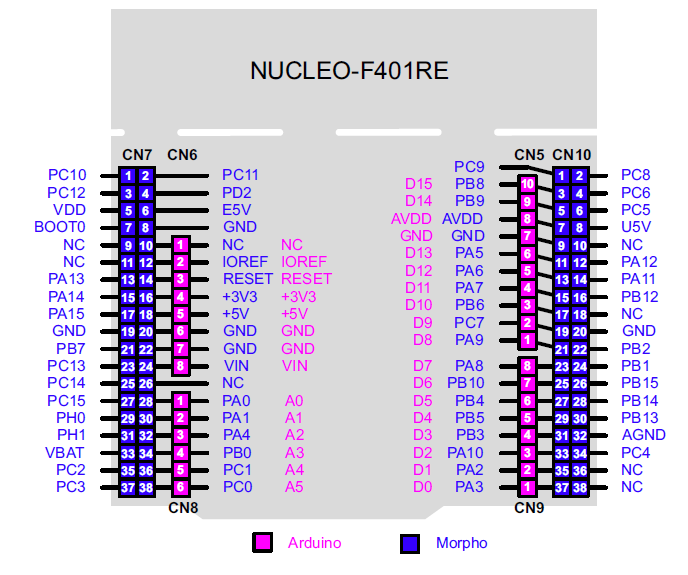 NUCLEO-F401RE
CN7 CN6 CN5 CN10
PC9
PC10 1 2 PC11 D15 PB8 10 1 2 PC8
PC12 3 4 PD2 D14 PB9 9 3 4 PC6
VDD 5 6 E5V AVDD AVDD 8 5 6 PC5
BOOT0 7 8 GND GND GND 7 7 8 U5V
NC 9 10 1 NC NC D13 PA5 6 9 10 NC
NC 11 12 2 IOREF IOREF D12 PA6 5 11 12 PA12
PA13 13 14 3 RESET RESET D11 PA7 4 13 14 PA11
PA14 15 16 4 +3V3 +3V3 D10 PB6 3 15 16 PB12
PA15 17 18 5 +5V +5V D9 PC7 2 17 18 NC
GND 19 20 6 GND GND D8 PA9 1 19 20 GND
PB7 21 22 7 GND GND 21 22 PB2
PC13 23 24 8 VIN VIN D7 PA8 8 23 24 PB1
PC14 25 26 NC D6 PB10 7 25 26 PB15
PC15 27 28 1 PA0 A0 D5 PB4 6 27 28 PB14
PH0 29 30 2 PA1 A1 D4 PB5 5 29 30 PB13
PH1 31 32 3 PA4 A2 D3 PB3 4 31 32 AGND
VBAT 33 34 4 PB0 A3 D2 PA10 3 33 34 PC4
PC2 35 36 5 PC1 A4 D1 PA2 2 35 36 NC
PC3 37 38 6 PC0 A5 D0 PA3 1 37 38 NC
CN8 CN9
Arduino Morpho